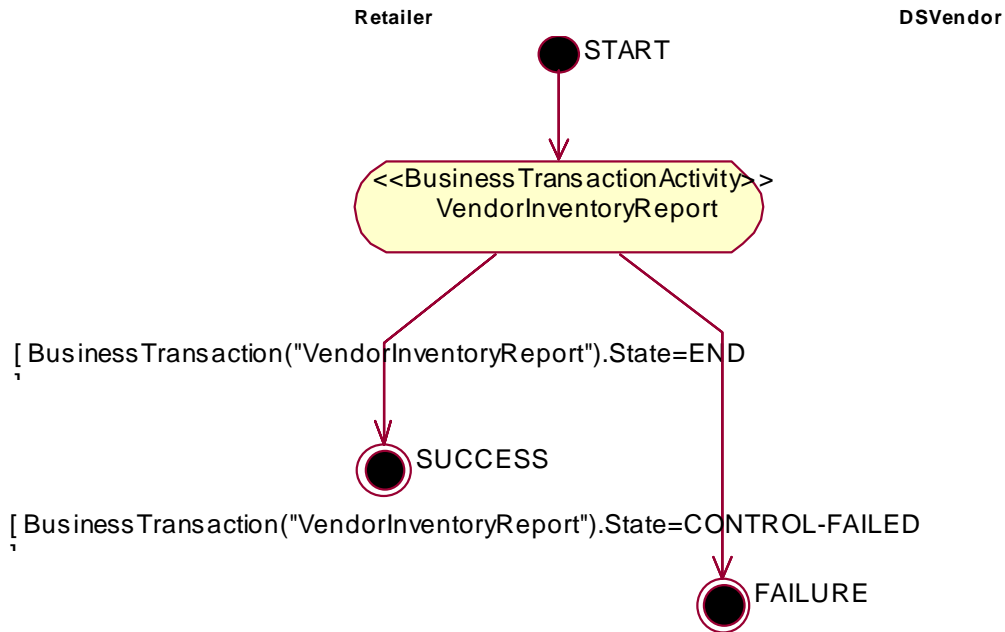 Retailer
DSVendor
START
<<BusinessTransactionActivity>>
VendorInventoryReport
[ BusinessTransaction("VendorInventoryReport").State=END
]
SUCCESS
[ BusinessTransaction("VendorInventoryReport").State=CONTROL-FAILED
]
FAILURE